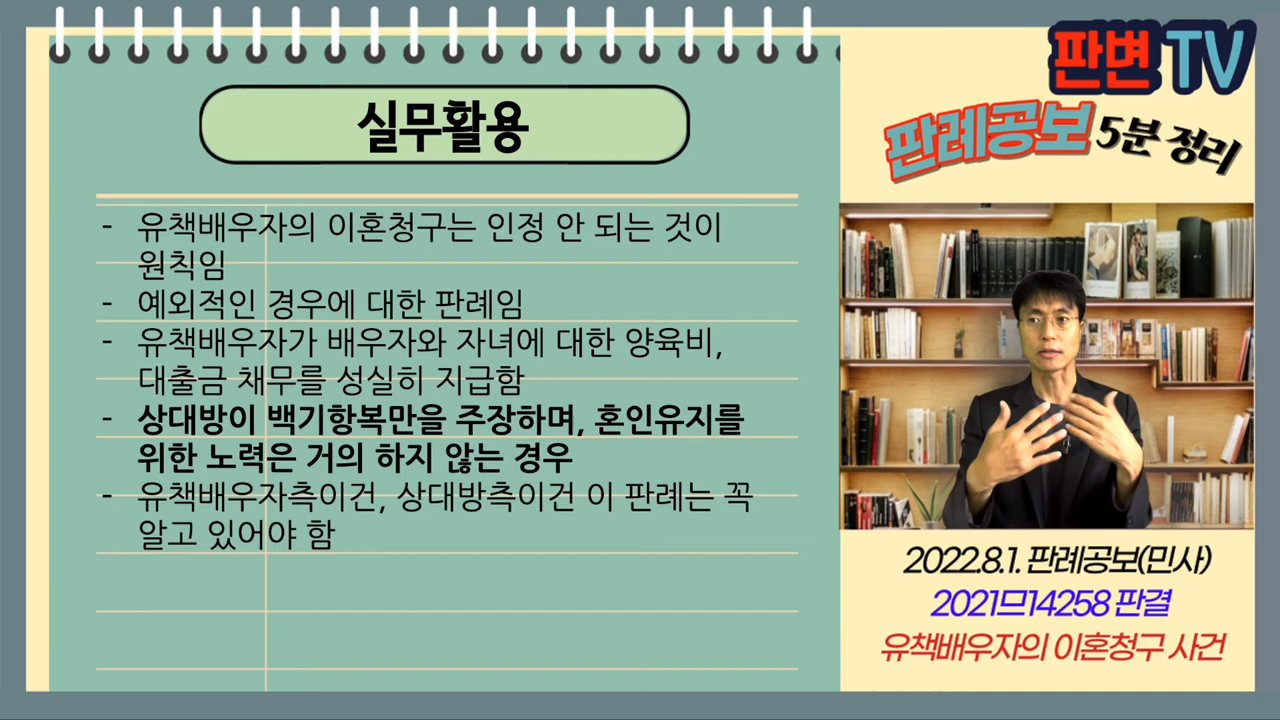 판변 TV
판례공보 5분 정리
실무활용
- 유책배우자의 이혼청구는 인정 안 되는 것이
원칙임
- 예외적인 경우에 대한 판례임
- 유책배우자가 배우자와 자녀에 대한 양육비,
대출금 채무를 성실히 지급함
- 상대방이 백기항복만을 주장하며, 혼인유지를
위한 노력은 거의 하지 않는 경우
- 유책배우자측이건, 상대방측이건 이 판례는 꼭
알고 있어야 함
2022.8.1. 판례공보(민사)
2021므14258 판결
유책배우자의 이혼청구 사건